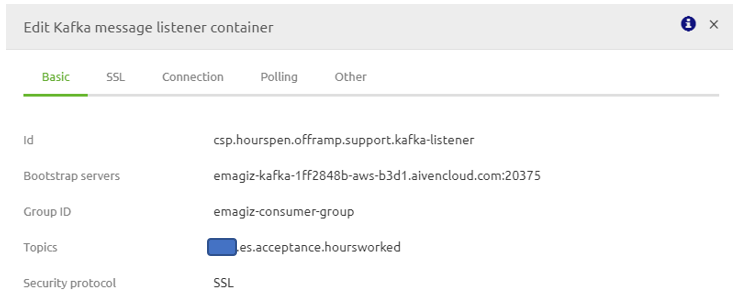 Edit Kafka message listener container
Basic SSL Connection Polling Other
Id csp.hourspen.offramp.support.kafka-listener
Bootstrap servers emagiz-kafka-1ff2848b-aws-b3d1.aivencloud.com:20375
Group ID emagiz-consumer-group
Topics .es.acceptance.hoursworked
Security protocol SSL